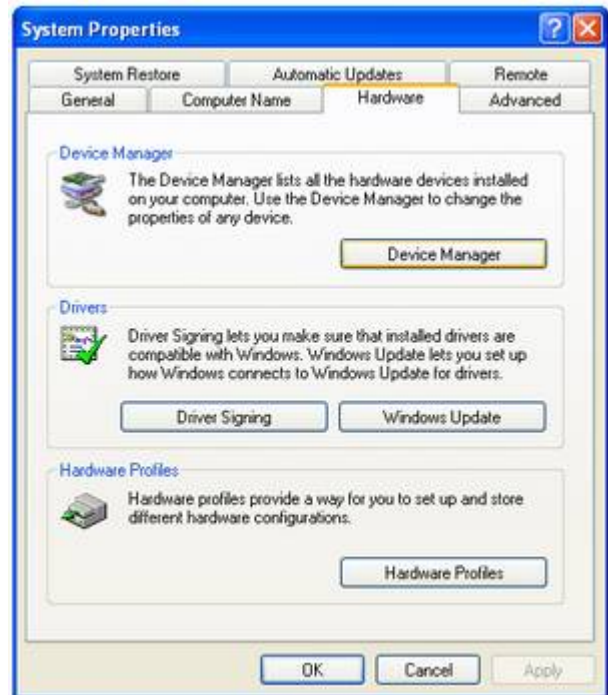 System Properties
System Restore Automatic Updates Remote
General Computer Name Hardware Advanced
Device Manager
The Device Manager lists all the hardware devices installed
on your computer. Use the Device Manager to change the
properties of any device.
Device Manager
Drivers
Driver Signing lets you make sure that installed drivers are
compatible with Windows. Windows Update lets you set up
how Windows connects to Windows Update for drivers.
Driver Signing Windows Update
Hardware Profiles
Hardware profiles provide a way for you to set up and store
different hardware configurations.
Hardware Profiles
OK Cancel Apply